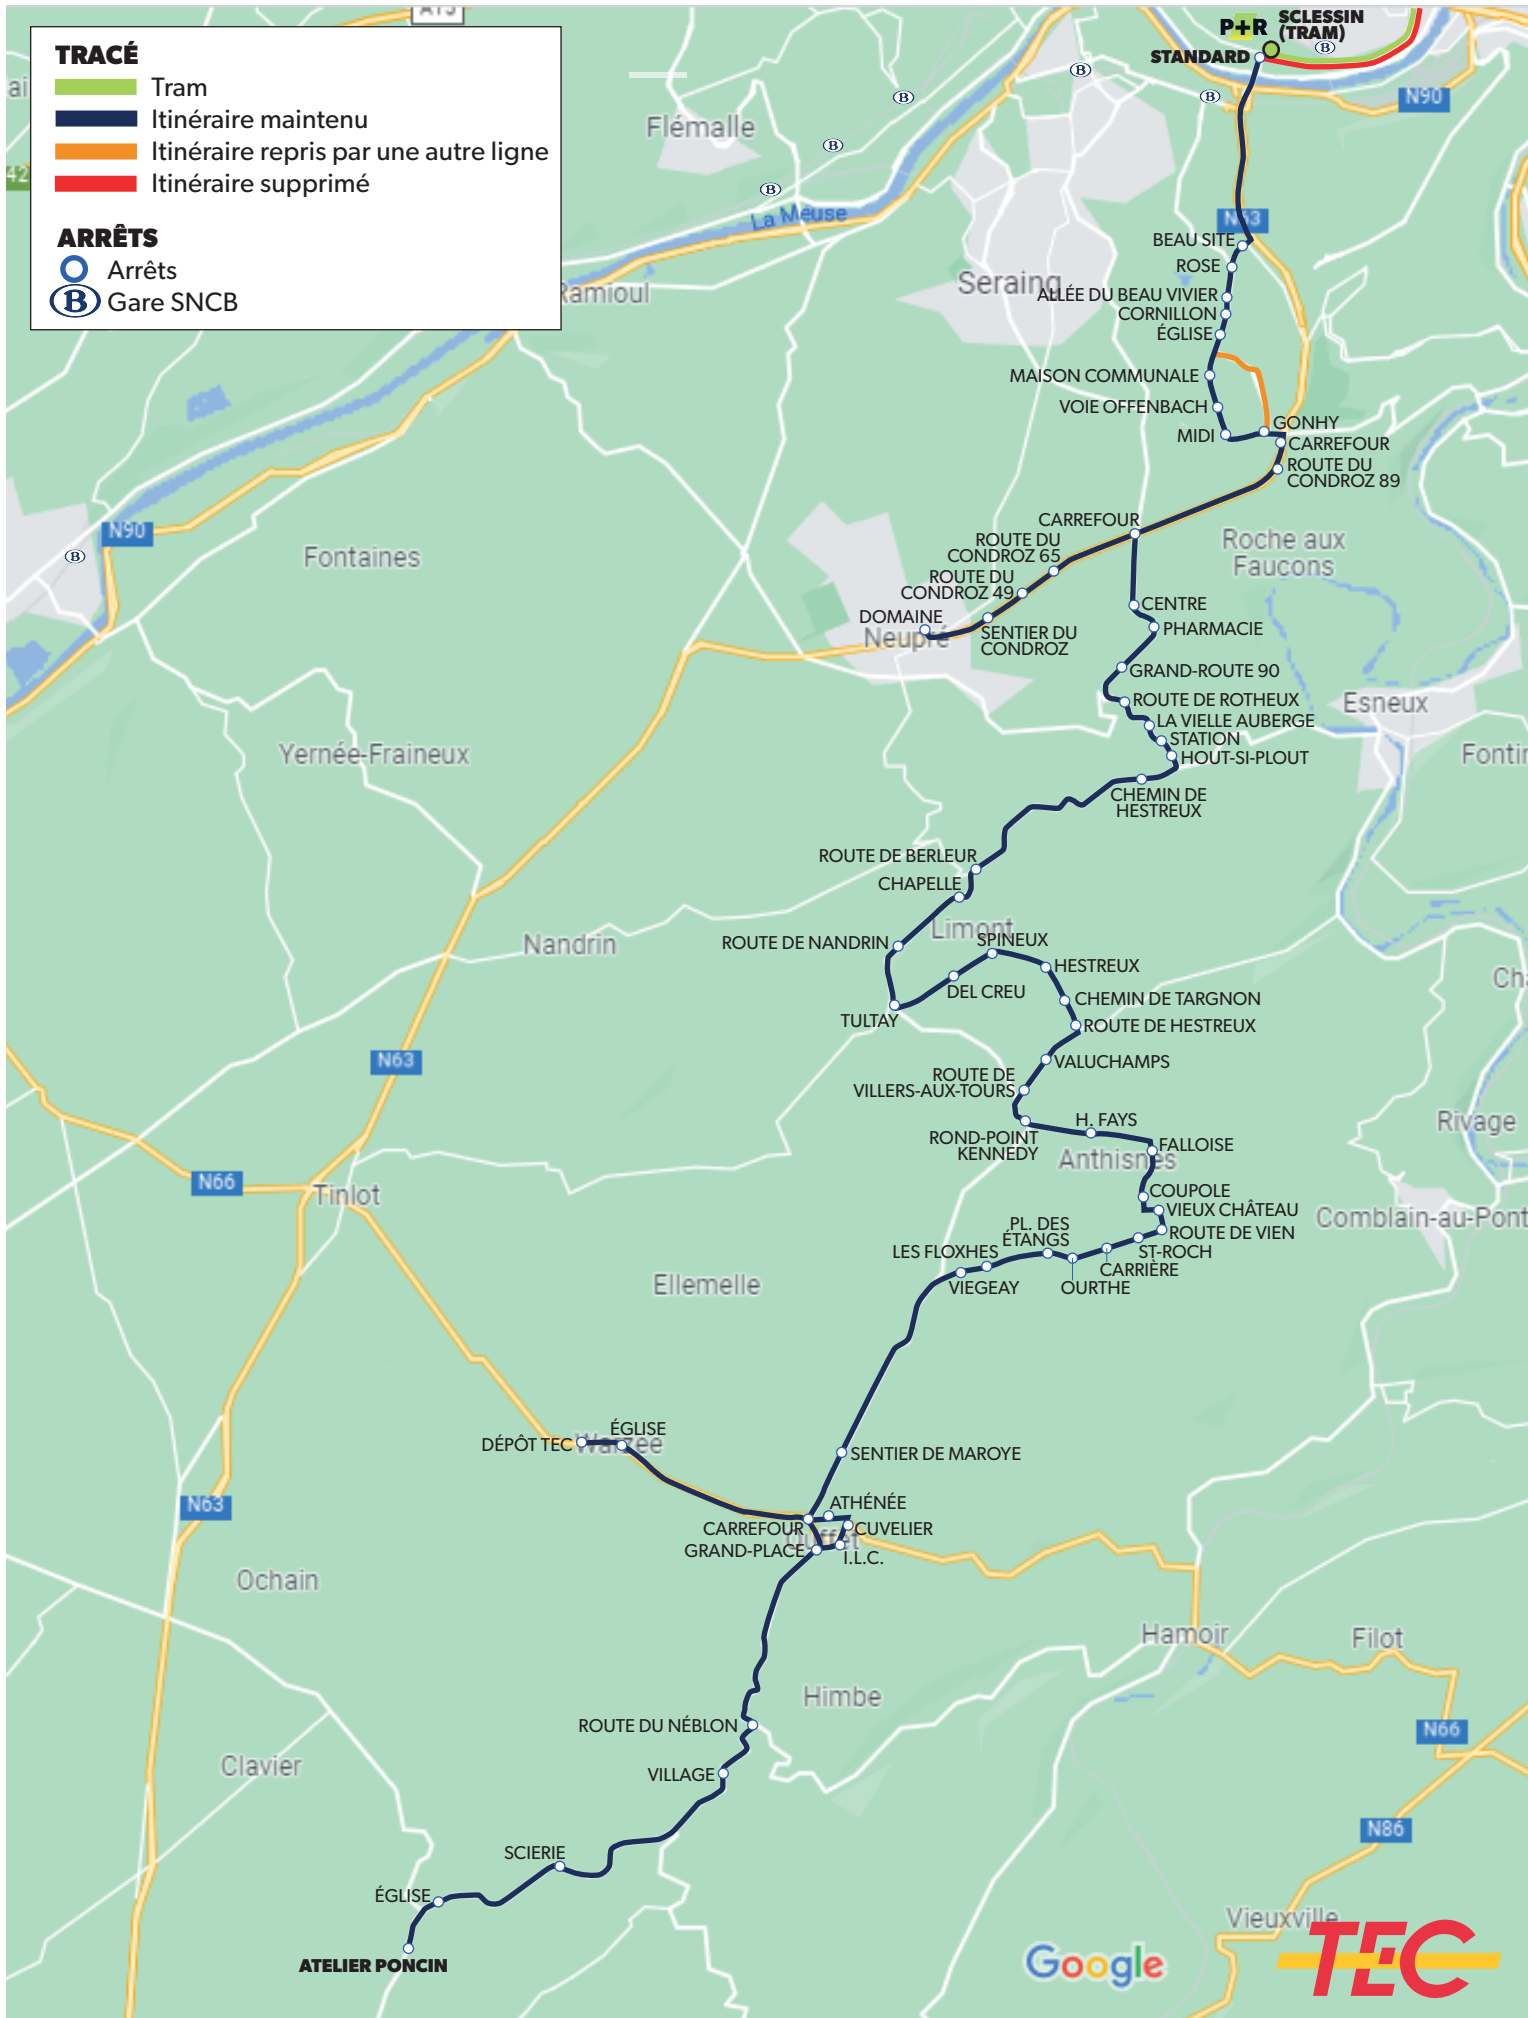 A15
TRACÉ
Tram
Itinéraire maintenu
Itinéraire repris par une autre ligne
Itinéraire supprimé
ARRÊTS
Arrêts
B Gare SNCB
42
P+R
SCLESSIN
(TRAM)
STANDARD
B
B
B
B
B
B
N90
Flémalle
La Meuse
N63
BEAU SITE
ROSE
Seraing
Ramioul
ALLÉE DU BEAU VIVIER
CORNILLON
ÉGLISE
MAISON COMMUNALE
VOIE OFFENBACH
MIDI
GONHY
CARREFOUR
ROUTE DU
CONDROZ 89
N90
B
Fontaines
CARREFOUR
ROUTE DU
CONDROZ 65
ROUTE DU
CONDROZ 49
DOMAINE
Neupré
SENTIER DU
CONDROZ
Roche aux
Faucons
CENTRE
PHARMACIE
GRAND-ROUTE 90
ROUTE DE ROTHEUX
LA VIELLE AUBERGE
STATION
HOUT-SI-PLOUT
CHEMIN DE
HESTREUX
Esneux
Fontin
Yernée-Fraineux
ROUTE DE BERLEUR
CHAPELLE
ROUTE DE NANDRIN
Limont
Nandrin
SPINEUX
HESTREUX
DEL CREU
CHEMIN DE TARGNON
TULTAY
ROUTE DE HESTREUX
N63
VALUCHAMPS
ROUTE DE
VILLERS-AUX-TOURS
ROND-POINT
KENNEDY
H. FAYS
FALLOISE
Anthisnes
Rivage
N66
Tinlot
COUPOLE
VIEUX CHÂTEAU
ROUTE DE VIEN
ST-ROCH
CARRIÈRE
OURTHE
PL. DES
ÉTANGS
LES FLOXHES
VIEGEAY
Comblain-au-Pont
Ellemelle
DÉPÔT TEC
ÉGLISE
Warzée
SENTIER DE MAROYE
N63
ATHÉNÉE
CARREFOUR
CUVELIER
Ouffet
GRAND-PLACE
I.L.C.
Ochain
Hamoir
Filot
Himbe
ROUTE DU NÉBLON
N66
Clavier
VILLAGE
N86
SCIERIE
ÉGLISE
ATELIER PONCIN
Vieuxville
Google
TEC